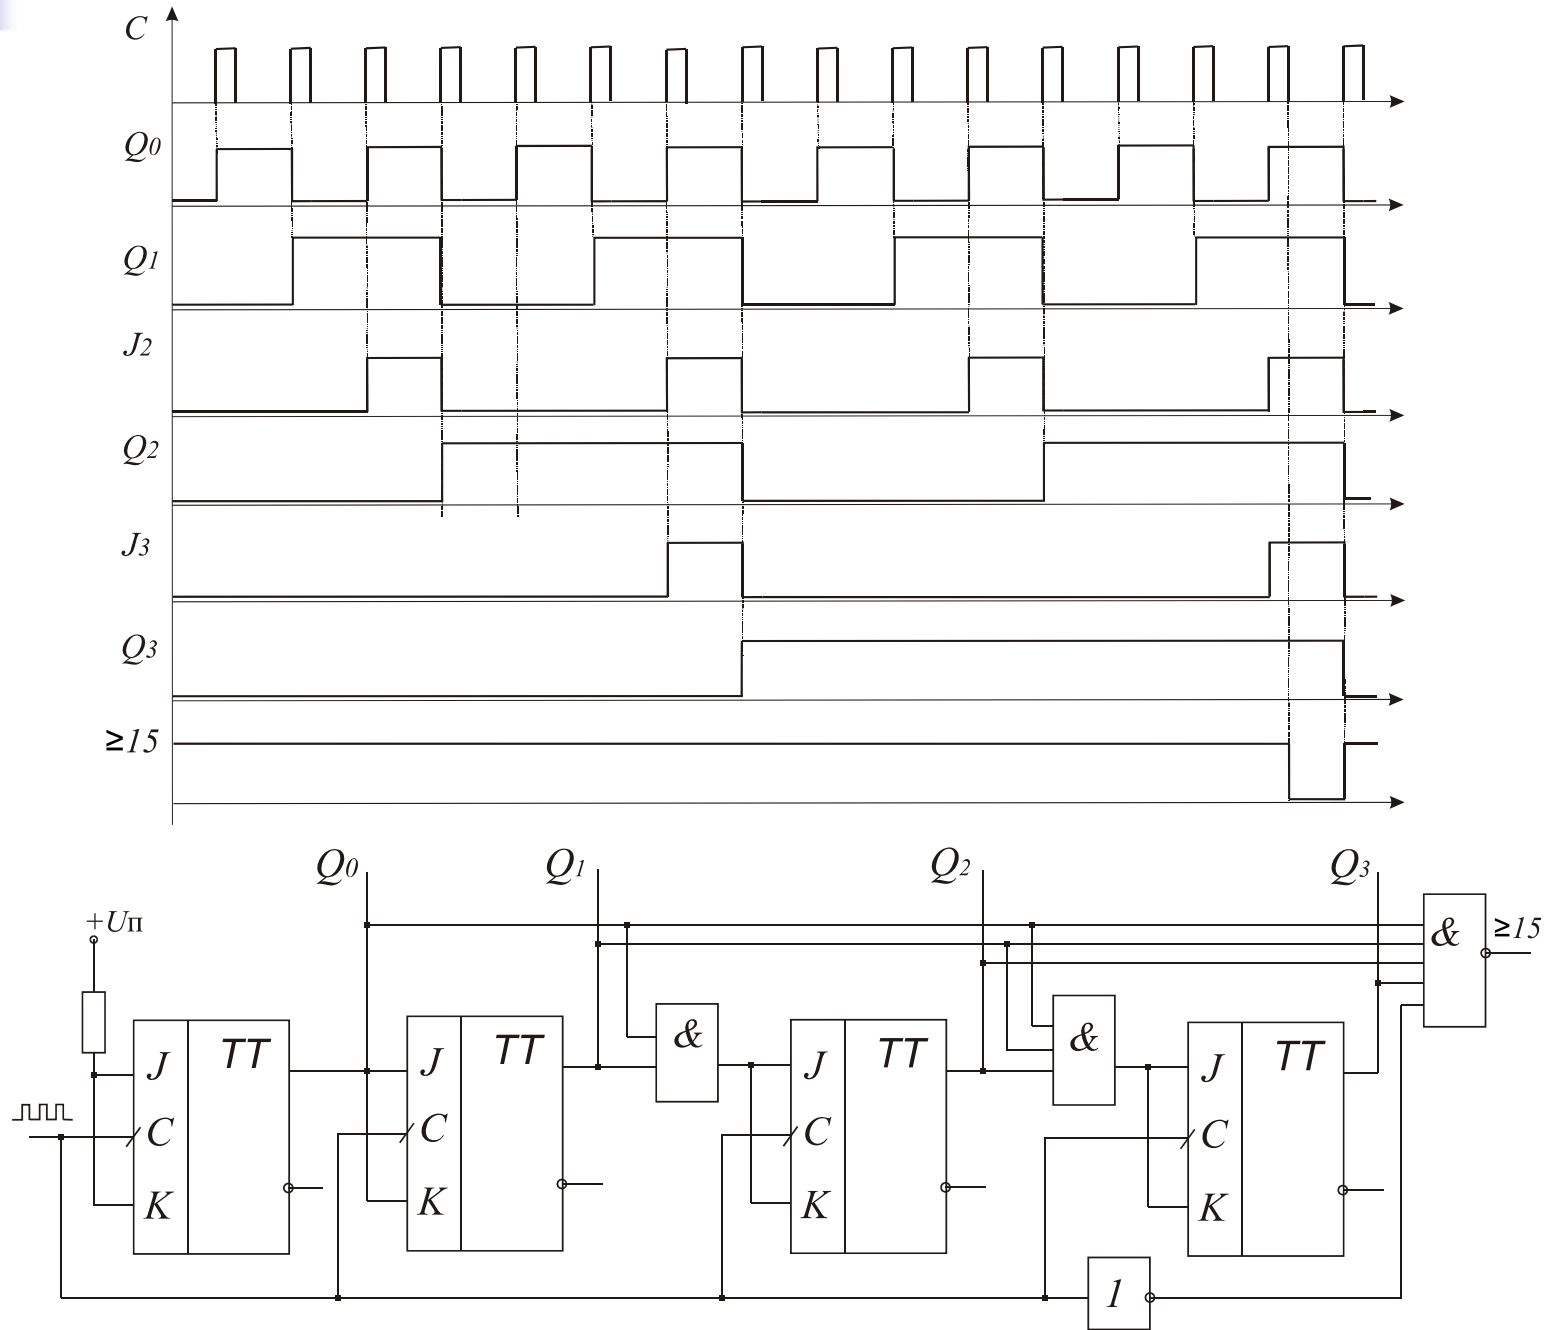 C
Q0
Q1
J2
Q2
J3
Q3
≥15
Q0 Q1 Q2 Q3
+Uп
& ≥15
TT TT & TT & TT
J J J J
C C C C
K K K K
1